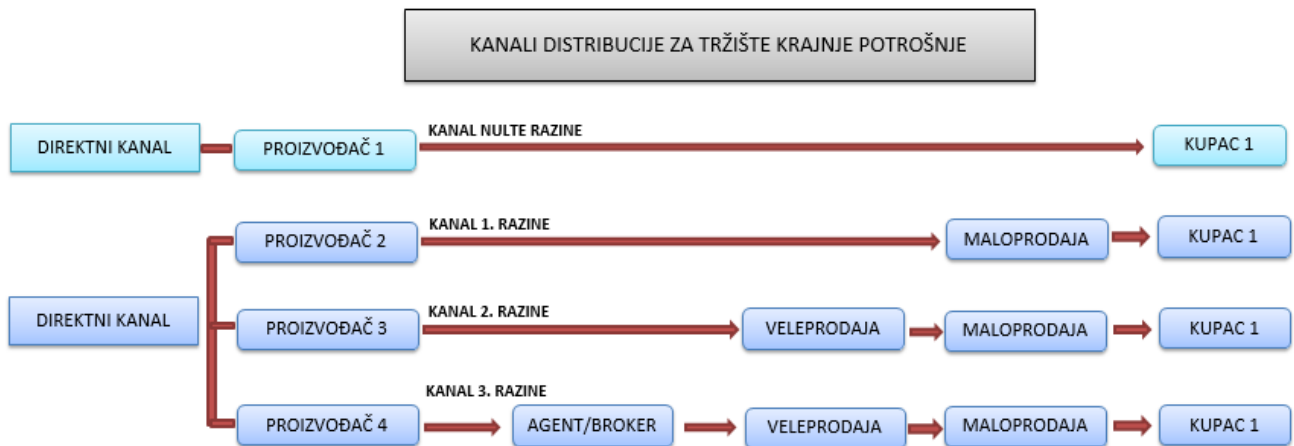 KANALI DISTRIBUCIJE ZA TRŽIŠTE KRAJNJE POTROŠNJE
DIREKTNI KANAL
PROIZVOĐAČ 1
KANAL NULTE RAZINE
KUPAC 1
DIREKTNI KANAL
PROIZVOĐAČ 2
KANAL 1. RAZINE
MALOPRODAJA
KUPAC 1
PROIZVOĐAČ 3
KANAL 2. RAZINE
VELEPRODAJA
MALOPRODAJA
KUPAC 1
PROIZVOĐAČ 4
KANAL 3. RAZINE
AGENT/BROKER
VELEPRODAJA
MALOPRODAJA
KUPAC 1